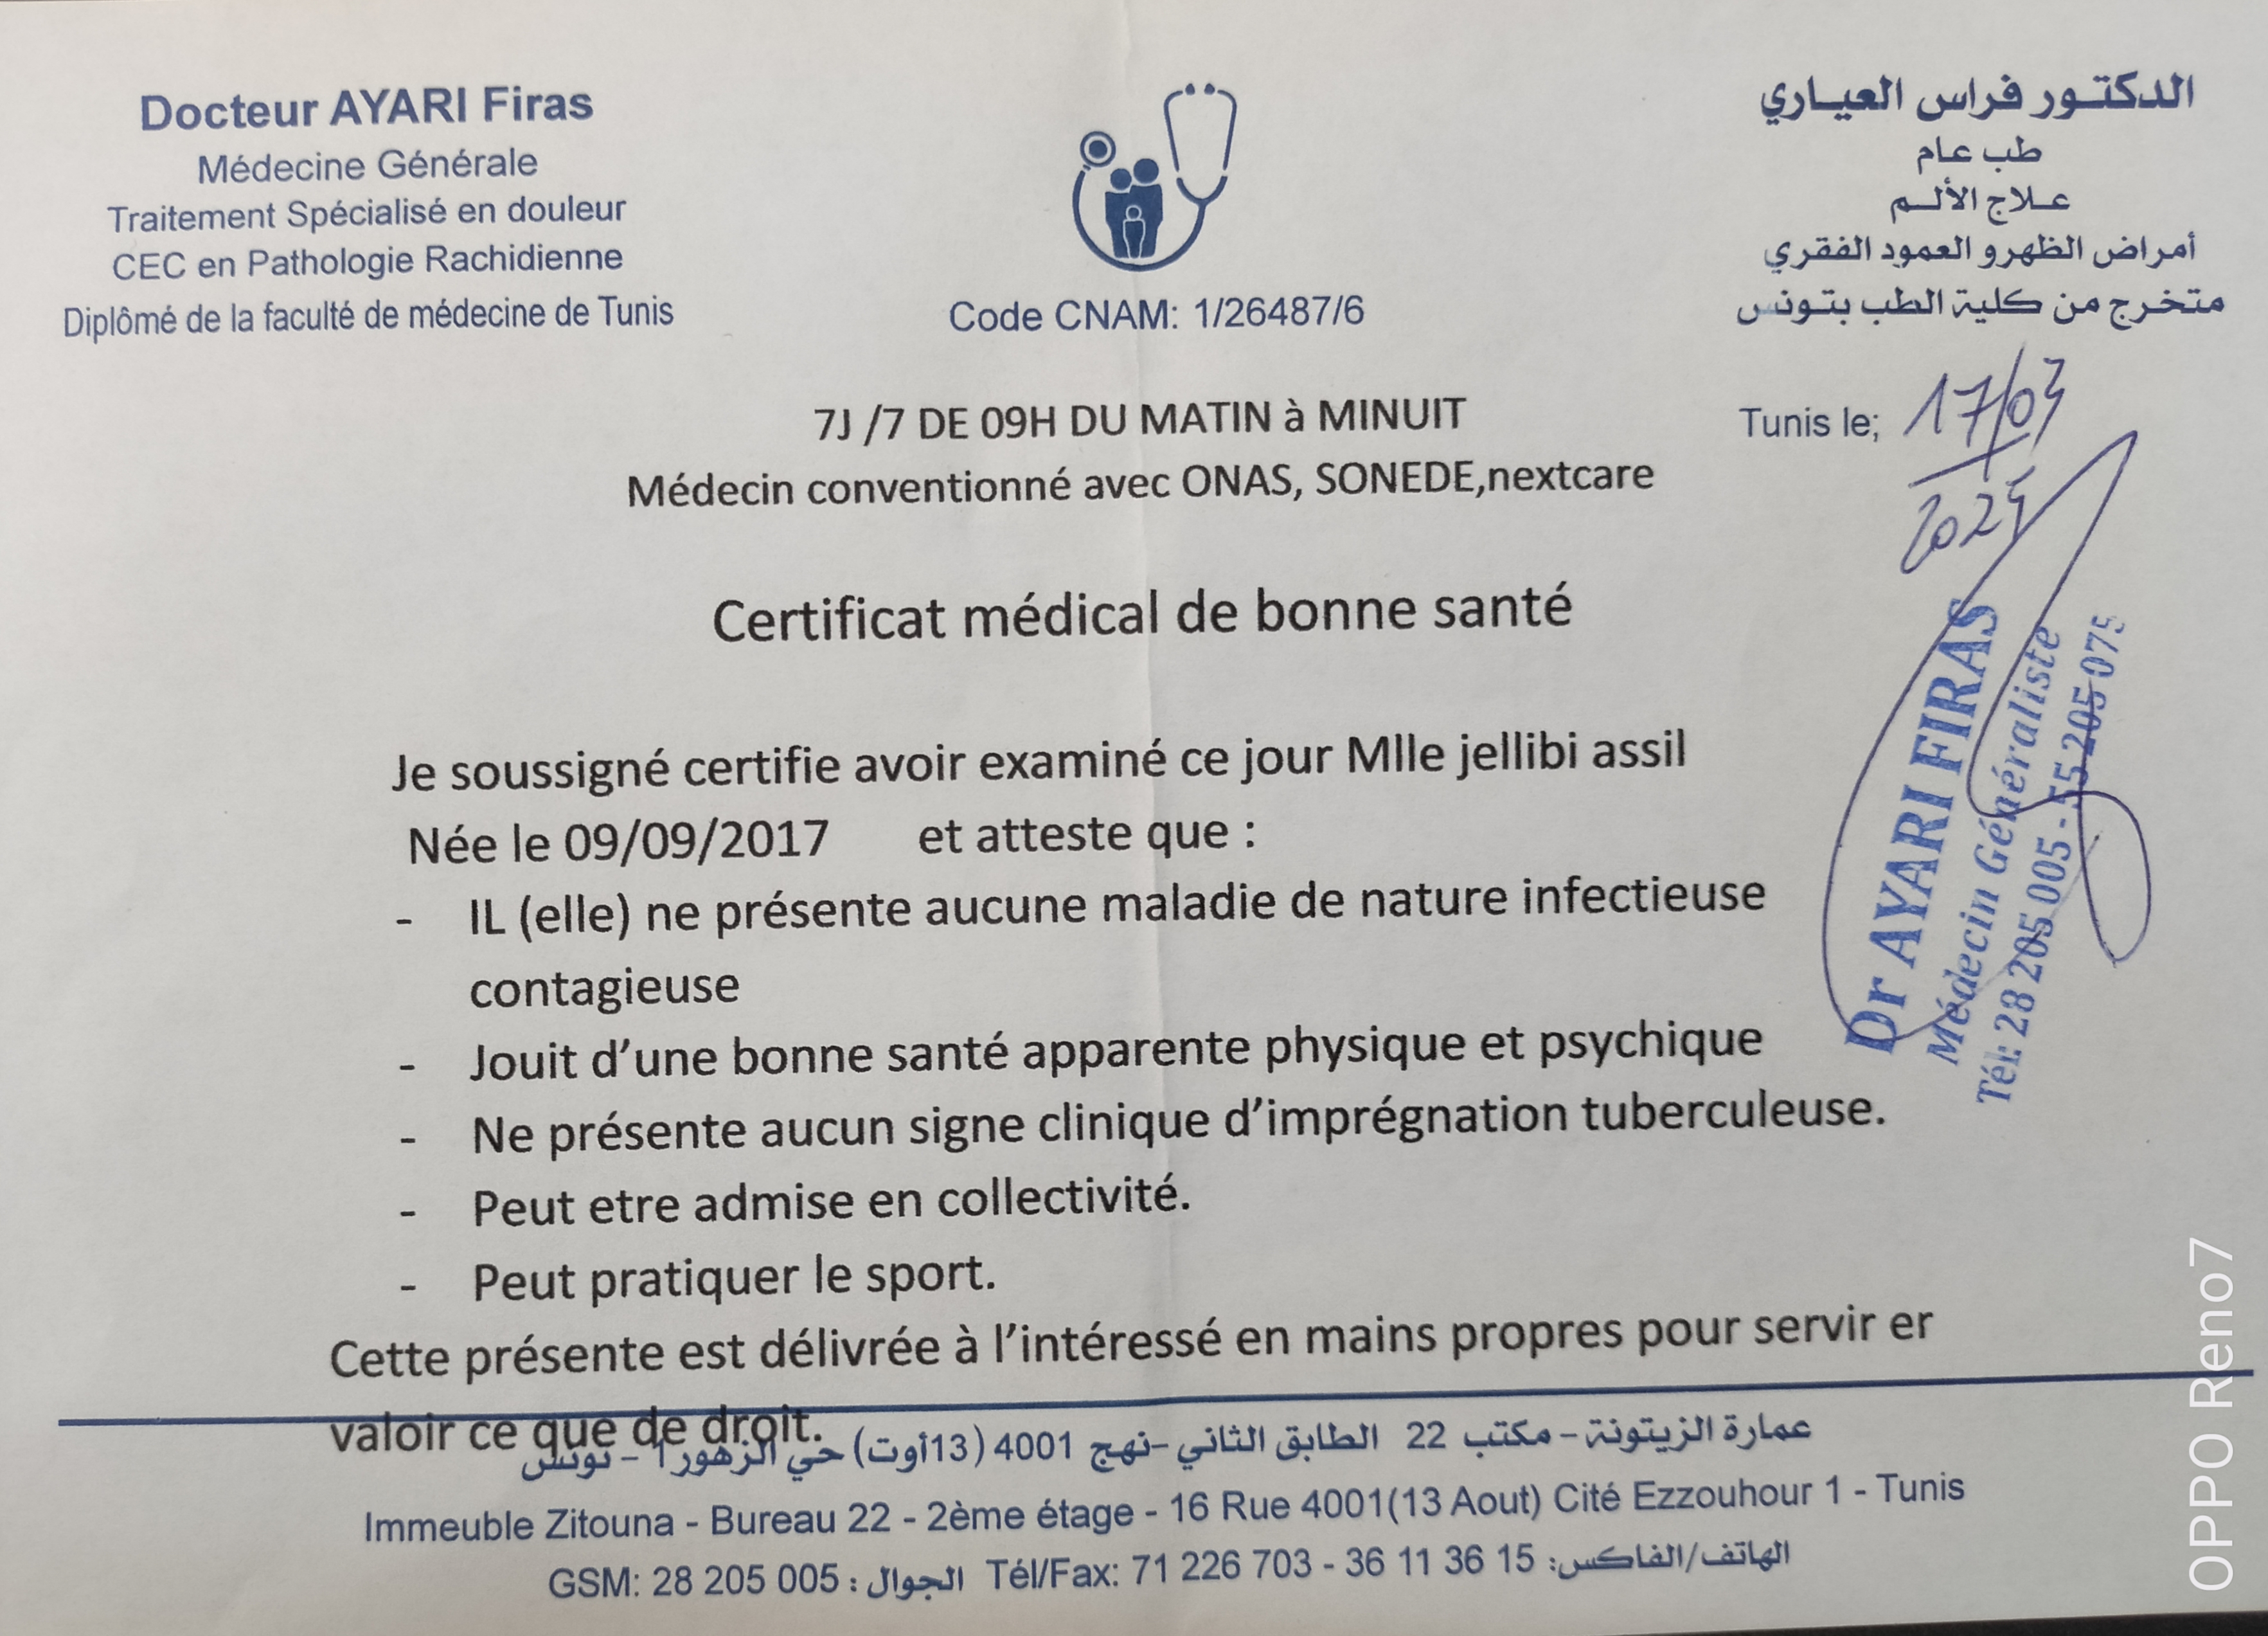 Docteur AYARI Firas
Médecine Générale
Traitement Spécialisé en douleur
CEC en Pathologie Rachidienne
Diplômé de la faculté de médecine de Tunis
Code CNAM: 1/26487/6
الدكتور فراس العياري
طب عام
علاج الألم
أمراض الظهر و العمود الفقري
متخرج من كلية الطب بتونس
7J /7 DE 09H DU MATIN à MINUIT
Médecin conventionné avec ONAS, SONEDE,nextcare
Tunis le; 17/03
Certificat médical de bonne santé
Je soussigné certifie avoir examiné ce jour Mlle jellibi assil
Née le 09/09/2017 et atteste que :
- IL (elle) ne présente aucune maladie de nature infectieuse
contagieuse
- Jouit d’une bonne santé apparente physique et psychique
- Ne présente aucun signe clinique d’imprégnation tuberculeuse.
- Peut etre admise en collectivité.
- Peut pratiquer le sport.
Cette présente est délivrée à l’intéressé en mains propres pour servir er
valoir ce que de droit.
Dr AYARI FIRAS
Médecin Généraliste
Tél: 28 205 005 - 55 205 075
عمارة الزيتونة - مكتب 22 الطابق الثاني - نهج 4001 (13أوت) حي الزهور 1 - تونس
Immeuble Zitouna - Bureau 22 - 2ème étage - 16 Rue 4001(13 Aout) Cité Ezzouhour 1 - Tunis
GSM: 28 205 005 : الجوال Tél/Fax: 71 226 703 - 36 11 36 15 :الهاتف/الفاكس
OPPO Reno7